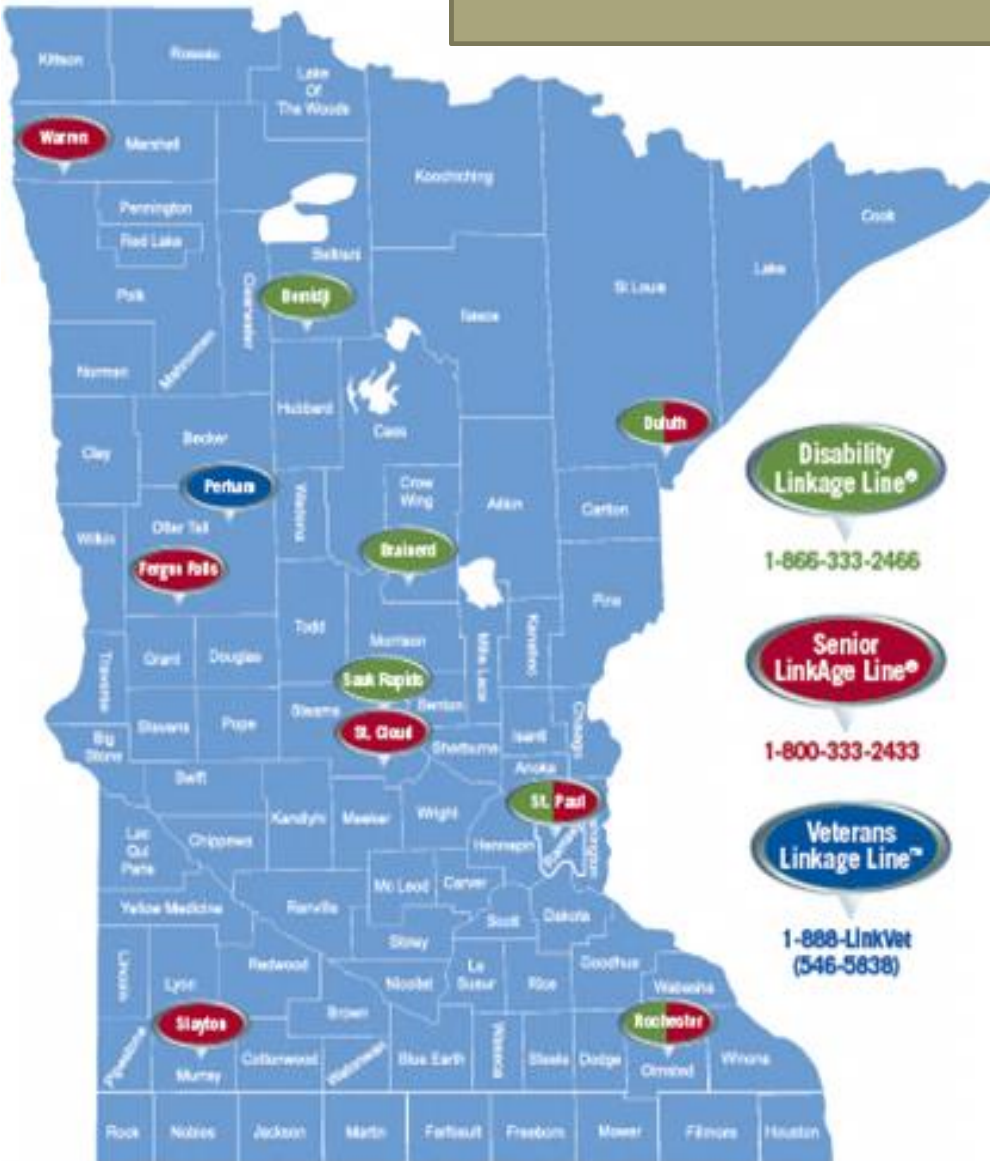 Kittson
Roseau
Lake
Of
The Woods
Warren
Marshall
Koochiching
Pennington
Red Lake
Beltrami
Cook
Lake
St Louis
Polk
Clearwater
Bemidji
Itasca
Norman
Mahnomen
Hubbard
Cass
Duluth
Clay
Becker
Perham
Crow
Wing
Wadena
Aitkin
Carlton
Otter Tail
Wilkin
Brainerd
Fergus Falls
Pine
Todd
Morrison
Mille Lacs
Kanabec
Traverse
Grant
Douglas
Sauk Rapids
Benton
Stearns
St. Cloud
Stevens
Pope
Big
Stone
Sherburne
Isanti
Chisago
Anoka
Swift
St. Paul
Kandiyohi
Meeker
Wright
Hennepin
Lac
Qui
Parle
Chippewa
Mc Leod
Carver
Yellow Medicine
Renville
Scott
Dakota
Sibley
Lincoln
Lyon
Redwood
Nicollet
Le
Sueur
Rice
Goodhue
Wabasha
Slayton
Brown
Rochester
Pipestone
Murray
Cottonwood
Watonwan
Blue Earth
Waseca
Steele
Dodge
Olmsted
Winona
Rock
Nobles
Jackson
Martin
Faribault
Freeborn
Mower
Fillmore
Houston
Disability
Linkage Line®
1-866-333-2466
Senior
LinkAge Line®
1-800-333-2433
Veterans
Linkage Line™
1-888-LinkVet
(546-5838)